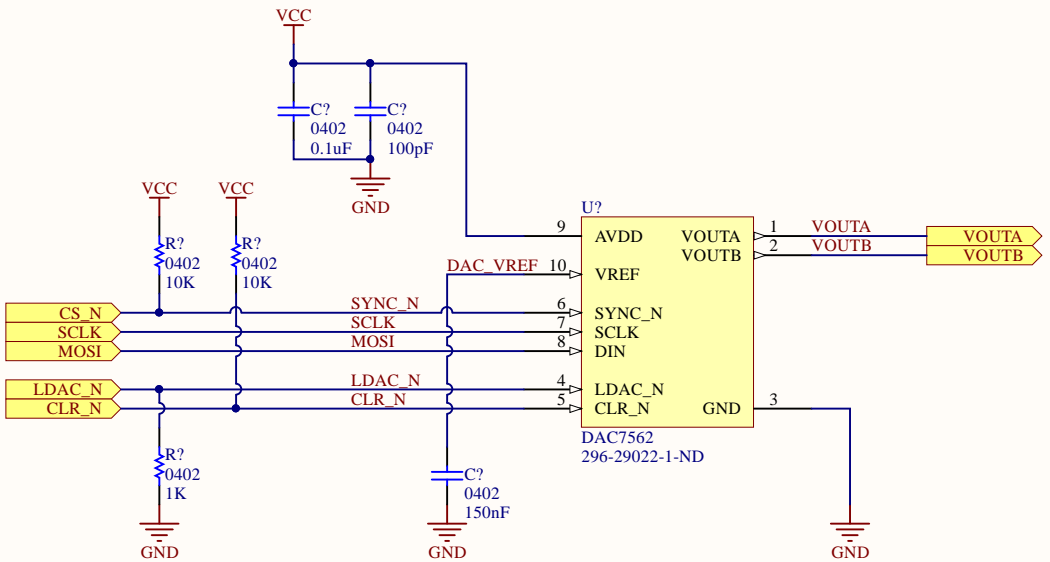 VCC
C?
0402
0.1uF
C?
0402
100pF
GND
VCC
VCC
R?
0402
10K
R?
0402
10K
U?
9
AVDD
VOUTA
1
VOUTA
VOUTA
VOUTB
2
VOUTB
VOUTB
DAC_VREF
10
VREF
CS_N
SYNC_N
6
SYNC_N
SCLK
SCLK
7
SCLK
MOSI
MOSI
8
DIN
LDAC_N
LDAC_N
4
LDAC_N
CLR_N
CLR_N
5
CLR_N
GND
3
DAC7562
296-29022-1-ND
R?
0402
1K
GND
C?
0402
150nF
GND
GND